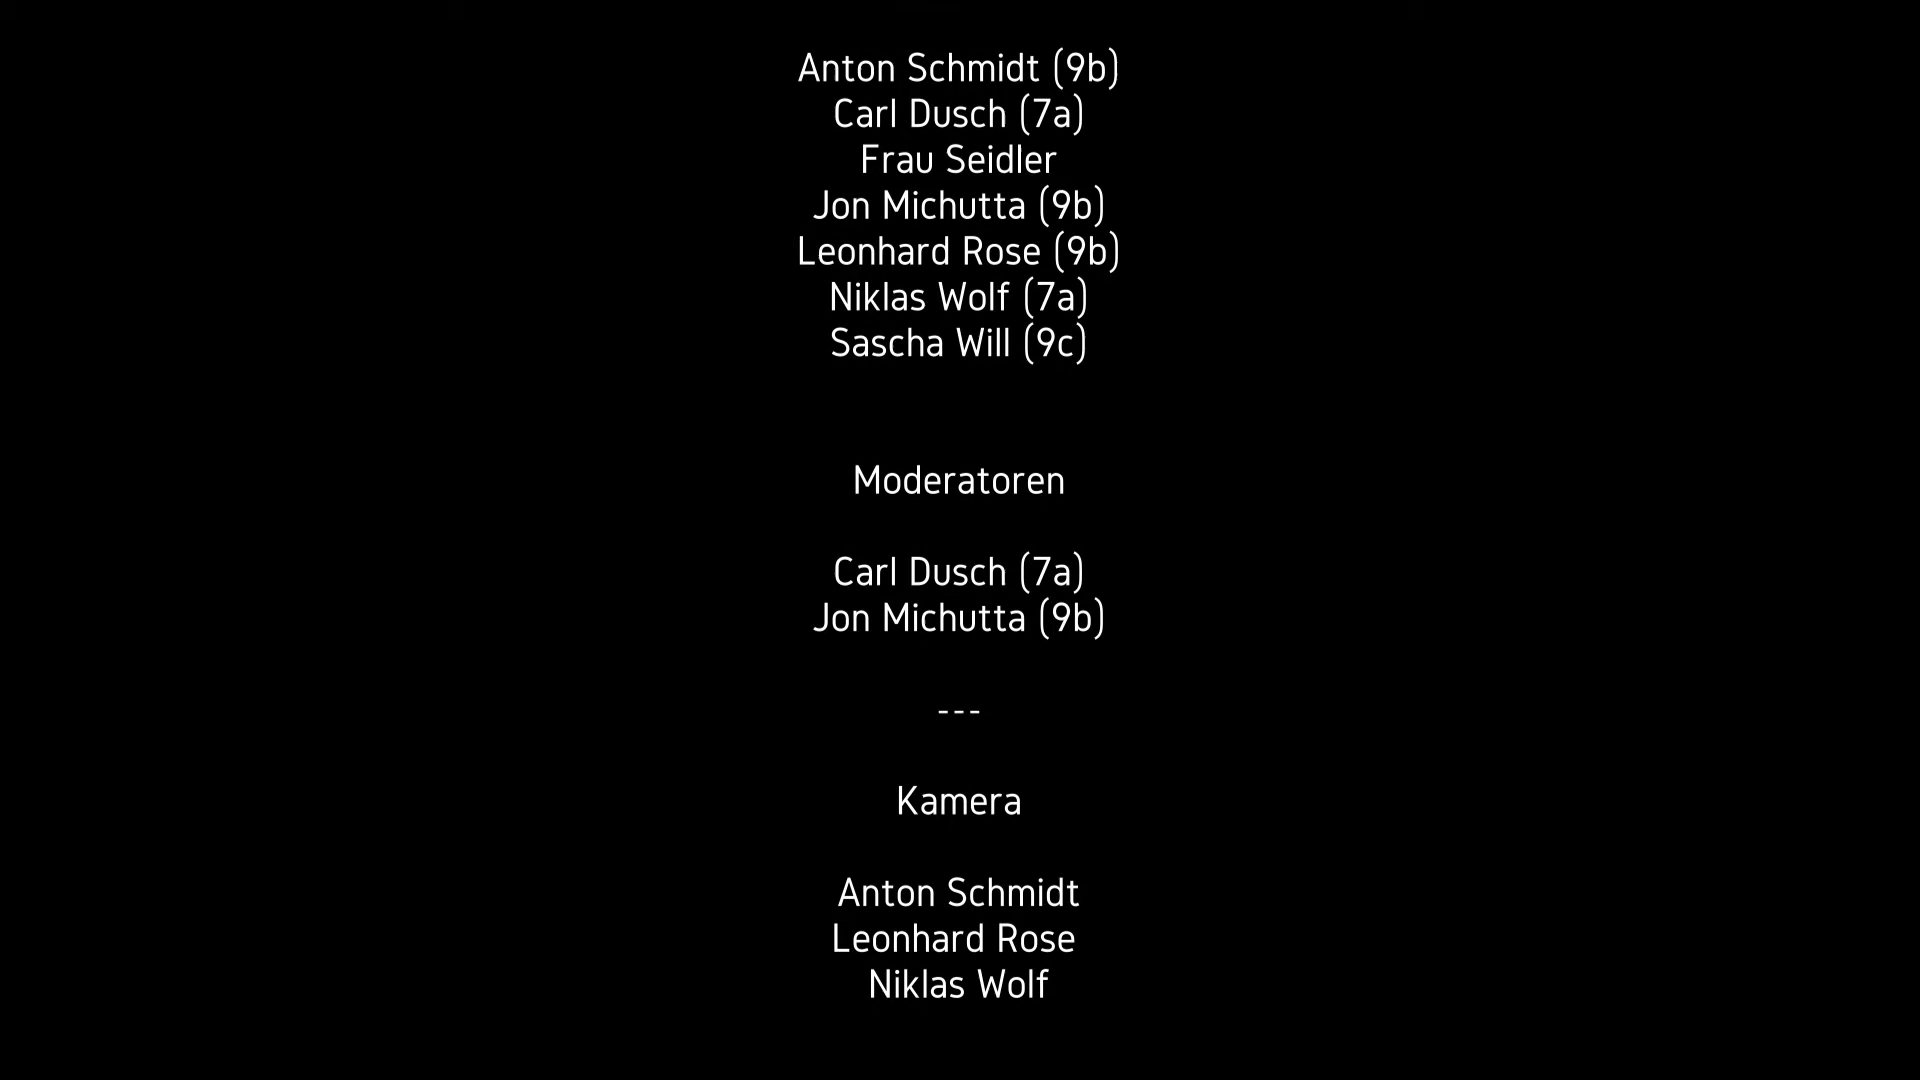 Anton Schmidt (9b)
Carl Dusch (7a)
Frau Seidler
Jon Michutta (9b)
Leonhard Rose (9b)
Niklas Wolf (7a)
Sascha Will (9c)
Moderatoren
Carl Dusch (7a)
Jon Michutta (9b)
---
Kamera
Anton Schmidt
Leonhard Rose
Niklas Wolf